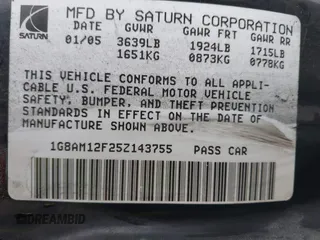 MFD BY SATURN CORPORATION
SATURN
DATE GVWR GAWR FRT GAWR RR
01/05 3639LB 1924LB 1715LB
1651KG 0873KG 0778KG
THIS VEHICLE CONFORMS TO ALL APPLI-
CABLE U.S. FEDERAL MOTOR VEHICLE
SAFETY, BUMPER, AND THEFT PREVENTION
STANDARDS IN EFFECT ON THE DATE OF
MANUFACTURE SHOWN ABOVE.
1G8AM12F25Z143755 PASS CAR
DREAMBID